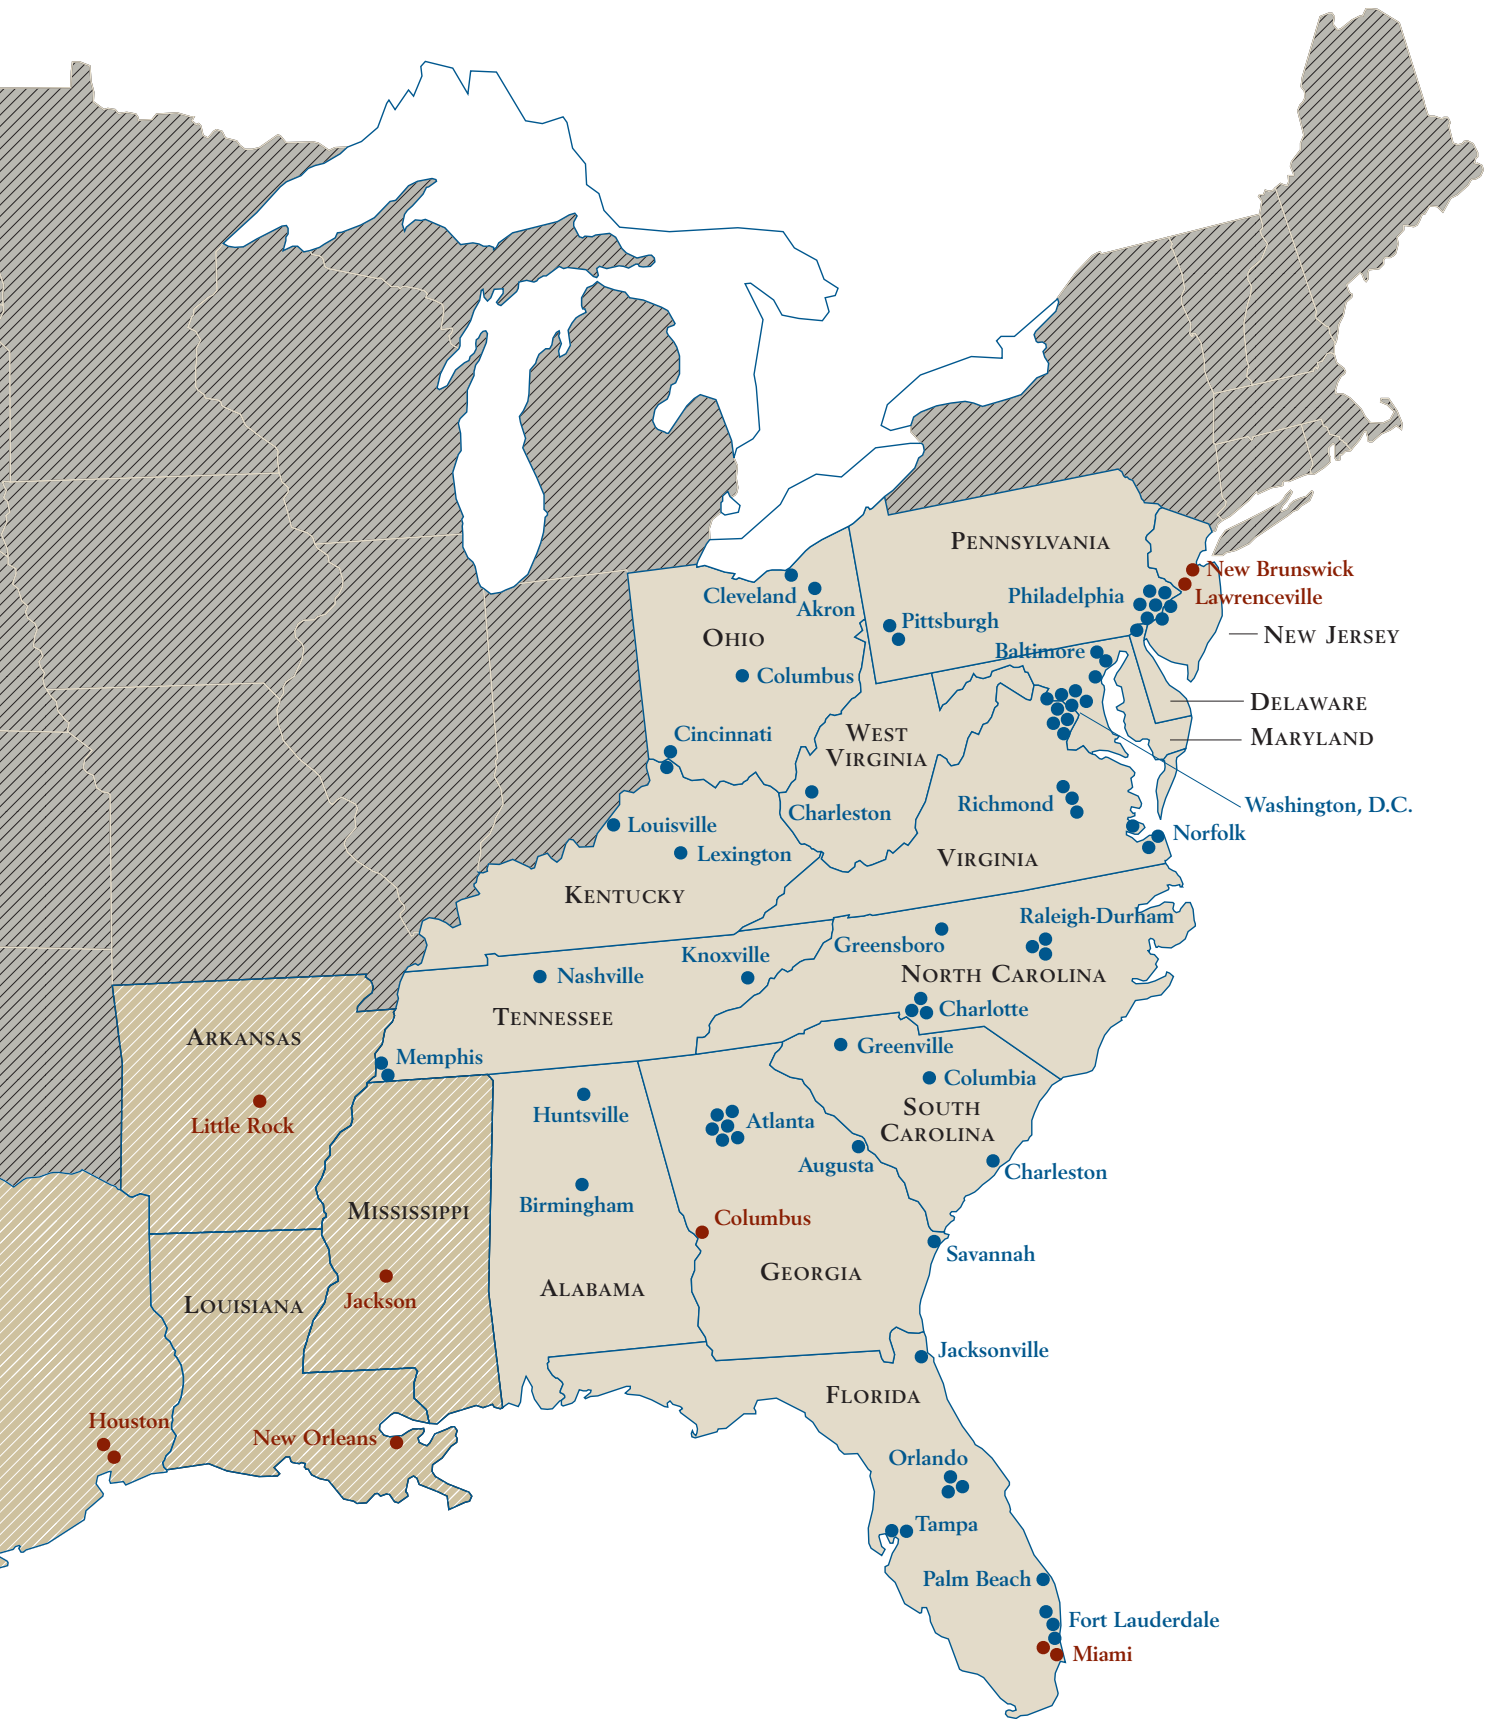 PENNSYLVANIA
New Brunswick
Cleveland
Philadelphia
Lawrenceville
Akron
Pittsburgh
OHIO
NEW JERSEY
Baltimore
Columbus
DELAWARE
Cincinnati
WEST
VIRGINIA
MARYLAND
Richmond
Washington, D.C.
Charleston
Louisville
Norfolk
Lexington
VIRGINIA
KENTUCKY
Raleigh-Durham
Greensboro
Knoxville
Nashville
NORTH CAROLINA
Charlotte
TENNESSEE
ARKANSAS
Greenville
Memphis
Columbia
SOUTH
CAROLINA
Huntsville
Atlanta
Little Rock
Augusta
Charleston
Birmingham
MISSISSIPPI
Columbus
Savannah
GEORGIA
ALABAMA
Jackson
LOUISIANA
Jacksonville
FLORIDA
Houston
New Orleans
Orlando
Tampa
Palm Beach
Fort Lauderdale
Miami